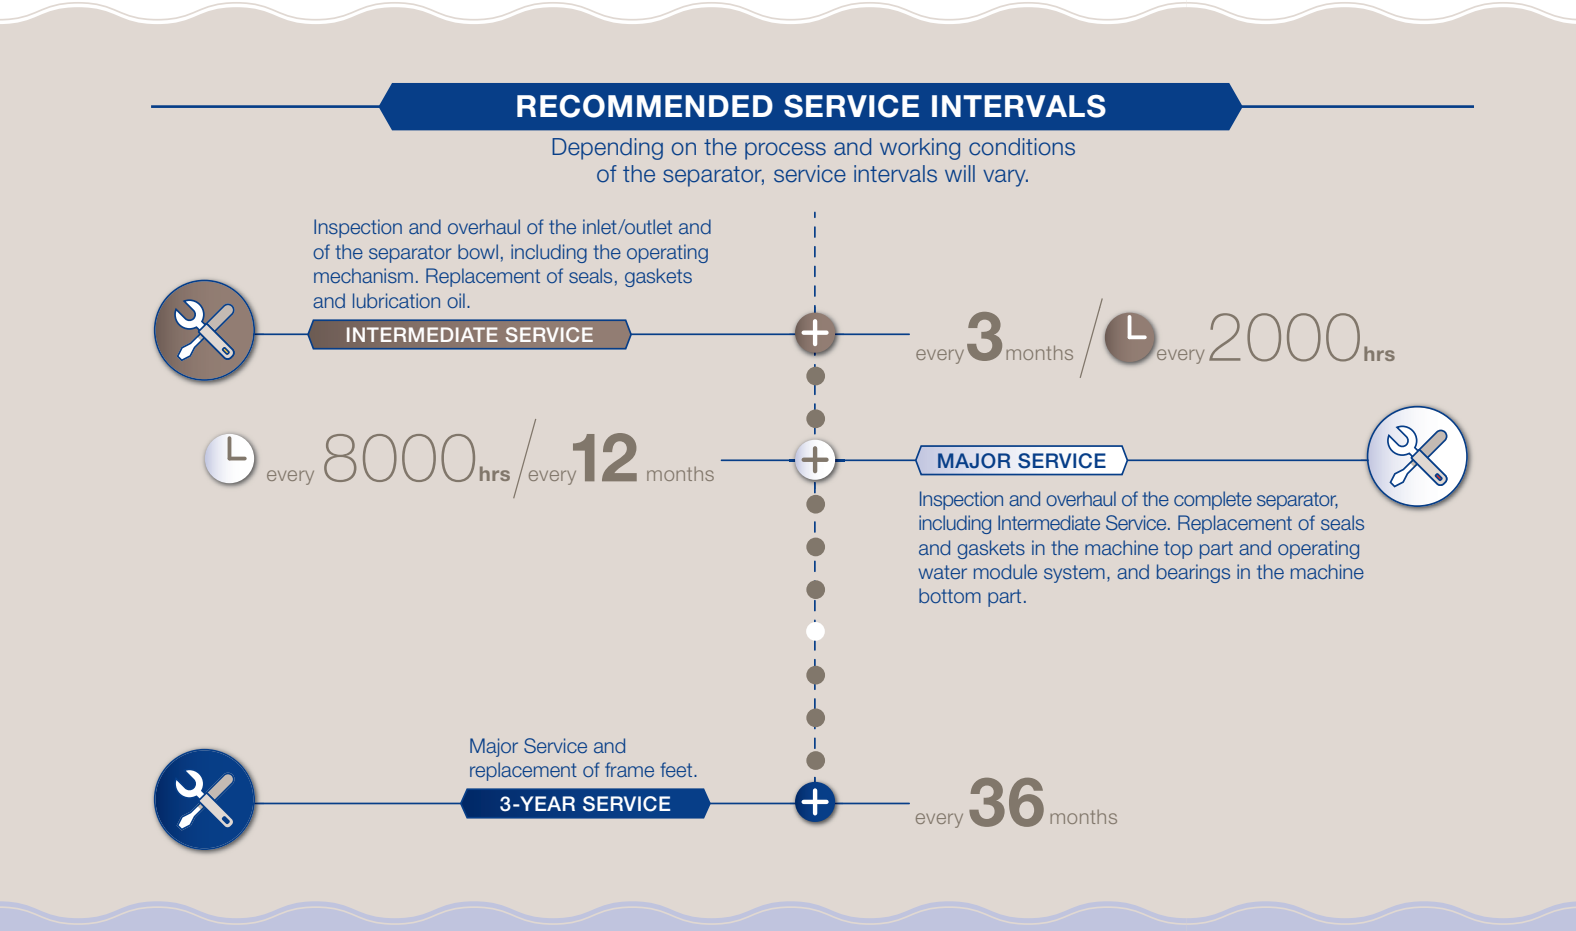 RECOMMENDED SERVICE INTERVALS
Depending on the process and working conditions
of the separator, service intervals will vary.
Inspection and overhaul of the inlet/outlet and
of the separator bowl, including the operating
mechanism. Replacement of seals, gaskets
and lubrication oil.
INTERMEDIATE SERVICE
every 3 months / every 2000 hrs
every 8000 hrs / every 12 months
MAJOR SERVICE
Inspection and overhaul of the complete separator,
including Intermediate Service. Replacement of seals
and gaskets in the machine top part and operating
water module system, and bearings in the machine
bottom part.
Major Service and
replacement of frame feet.
3-YEAR SERVICE
every 36 months